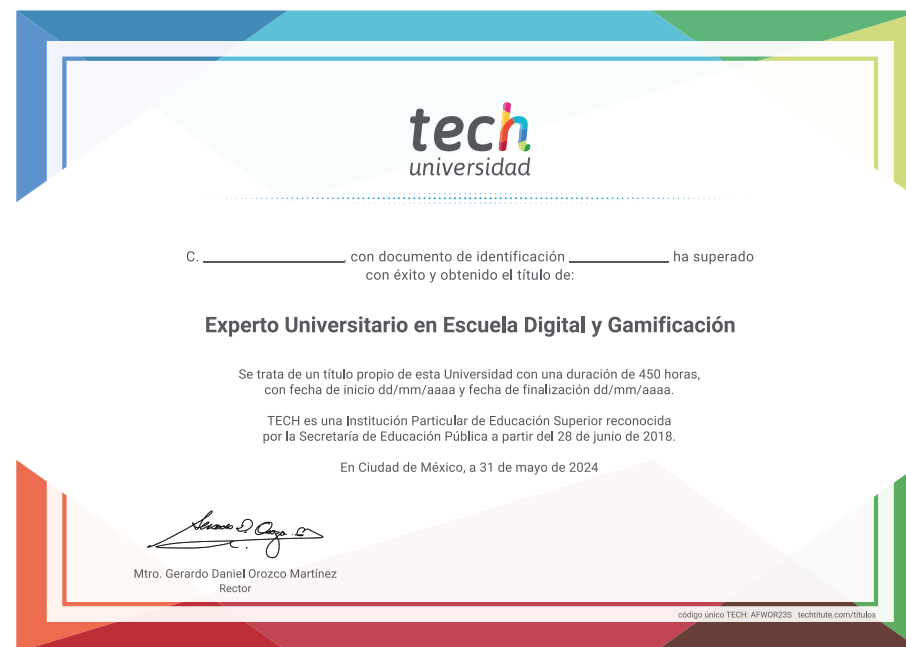 tech
universidad
C. ____________________, con documento de identificación ______________ ha superado
con éxito y obtenido el título de:
Experto Universitario en Escuela Digital y Gamificación
Se trata de un título propio de esta Universidad con una duración de 450 horas,
con fecha de inicio dd/mm/aaaa y fecha de finalización dd/mm/aaaa.
TECH es una Institución Particular de Educación Superior reconocida
por la Secretaría de Educación Pública a partir del 28 de junio de 2018.
En Ciudad de México, a 31 de mayo de 2024
Mtro. Gerardo Daniel Orozco Martínez
Rector
código único TECH: AFWOR23S techtitute.com/titulos